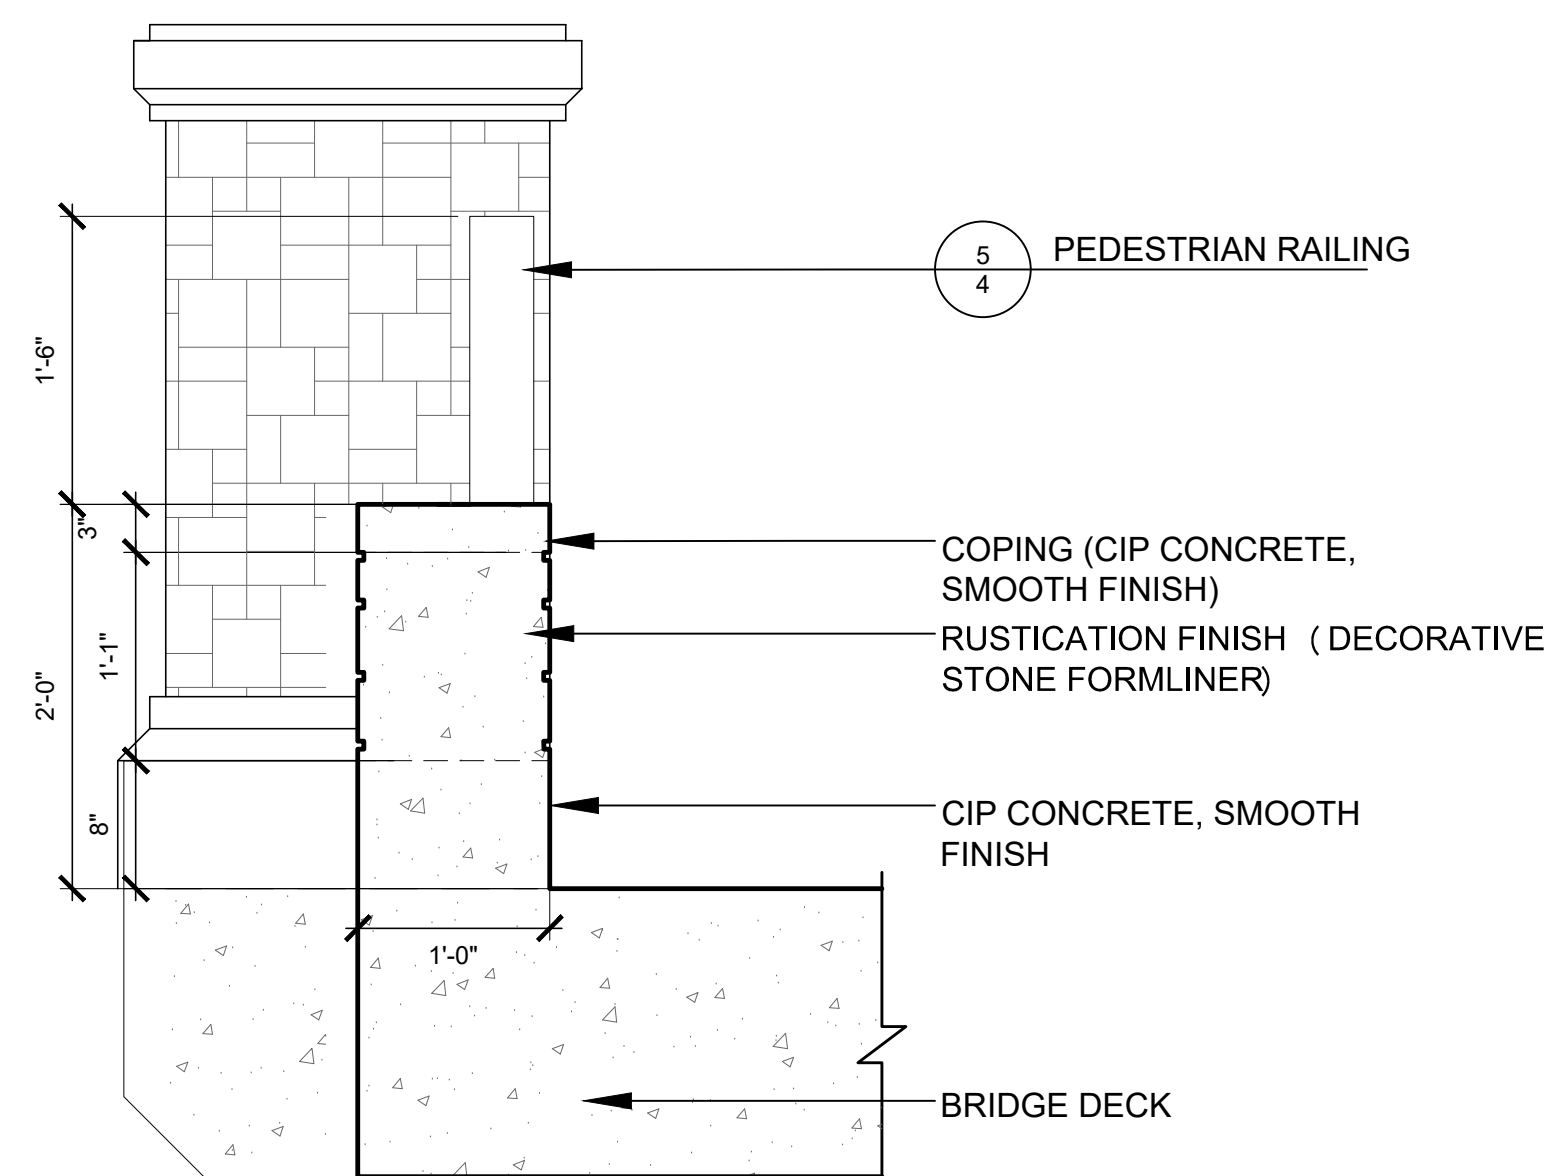 5
4
PEDESTRIAN RAILING
1'-6"
3"
COPING (CIP CONCRETE,
SMOOTH FINISH)
RUSTICATION FINISH ( DECORATIVE
STONE FORMLINER)
1'-1"
2'-0"
8"
CIP CONCRETE, SMOOTH
FINISH
1'-0"
BRIDGE DECK